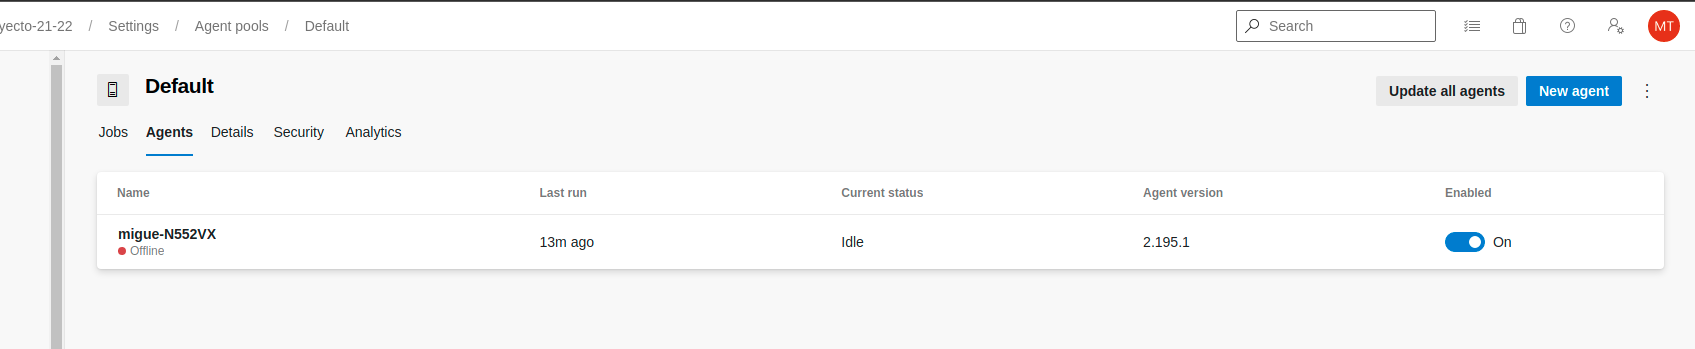 yecto-21-22 / Settings / Agent pools / Default
Search
MT
Default
Update all agents
New agent
Jobs Agents Details Security Analytics
Name Last run Current status Agent version Enabled
migue-N552VX 13m ago Idle 2.195.1 On
Offline